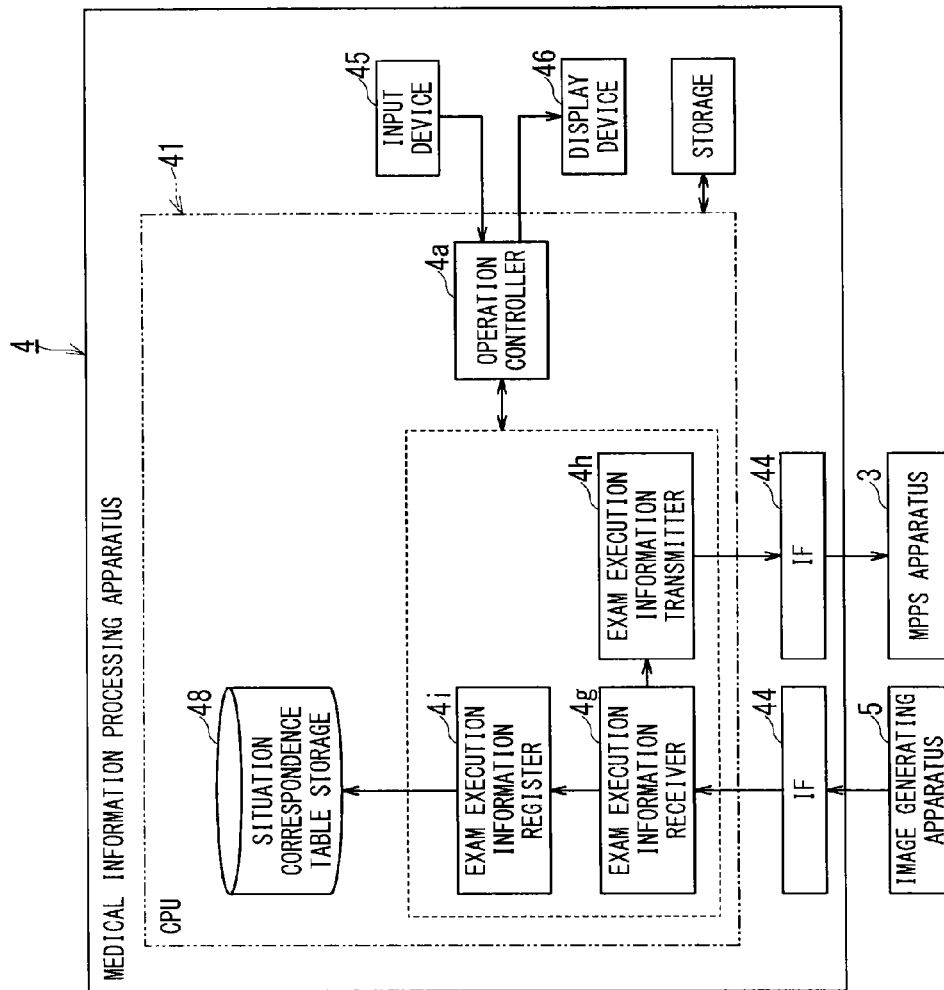 4
MEDICAL INFORMATION PROCESSING APPARATUS
41
CPU
48
SITUATION
CORRESPONDENCE
TABLE STORAGE
4i
EXAM EXECUTION
INFORMATION
REGISTER
4g
EXAM EXECUTION
INFORMATION
RECEIVER
4h
EXAM EXECUTION
INFORMATION
TRANSMITTER
4a
OPERATION
CONTROLLER
45
INPUT
DEVICE
46
DISPLAY
DEVICE
STORAGE
44
IF
44
IF
5
IMAGE GENERATING
APPARATUS
3
MPPS APPARATUS